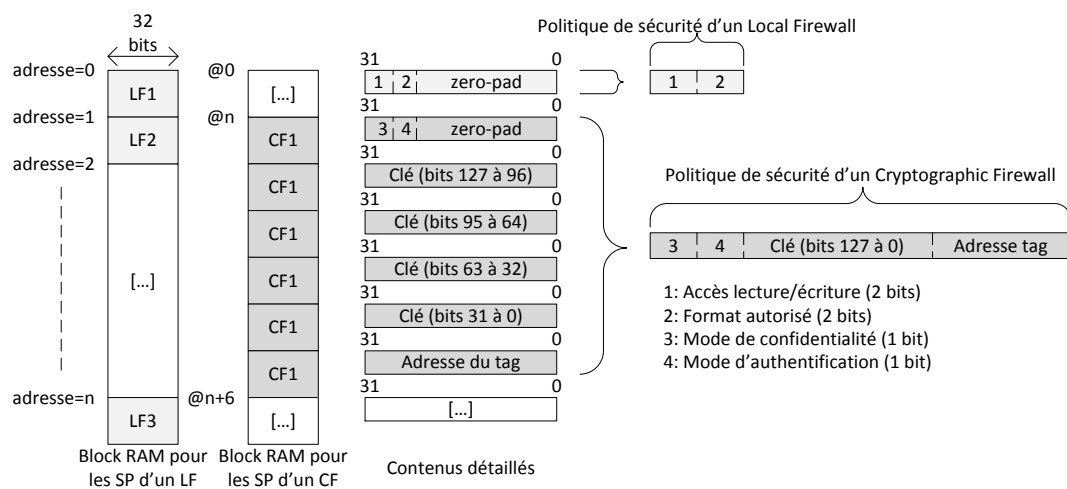 32
bits
adresse=0
adresse=1
adresse=2
adresse=n
LF1
LF2
[...]
LF3
Block RAM pour
les SP d'un LF
@0
@n
@n+6
[...]
CF1
CF1
CF1
CF1
CF1
CF1
[...]
Block RAM pour
les SP d'un CF
31 0
1 2 zero-pad
31 0
3 4 zero-pad
31 0
Clé (bits 127 à 96)
31 0
Clé (bits 95 à 64)
31 0
Clé (bits 63 à 32)
31 0
Clé (bits 31 à 0)
31 0
Adresse du tag
31 0
[...]
Contenus détaillés
Politique de sécurité d'un Local Firewall
1 2
Politique de sécurité d'un Cryptographic Firewall
3 4 Clé (bits 127 à 0) Adresse tag
1: Accès lecture/écriture (2 bits)
2: Format autorisé (2 bits)
3: Mode de confidentialité (1 bit)
4: Mode d'authentification (1 bit)